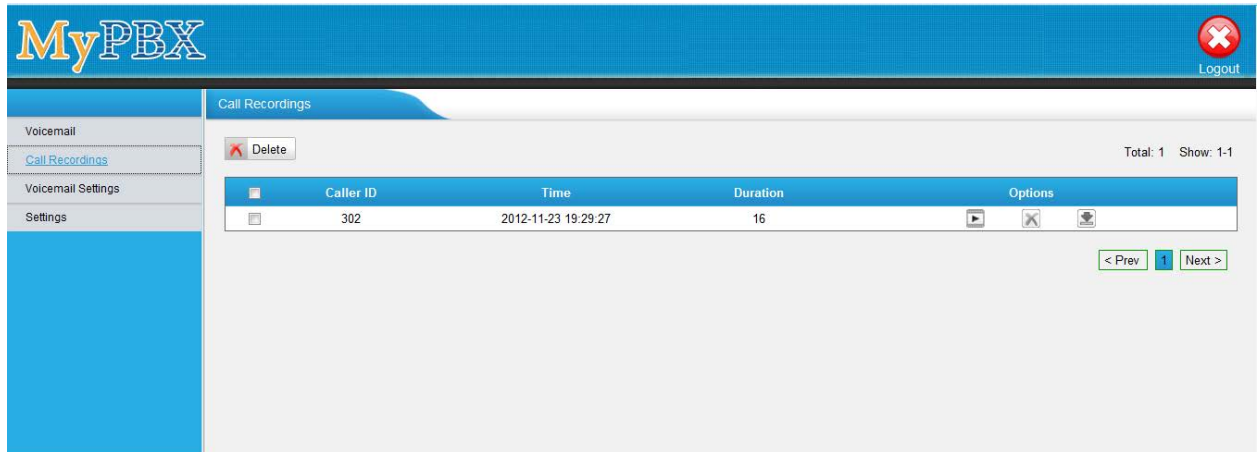 MyPBX
Logout
Call Recordings
Voicemail
Call Recordings
Voicemail Settings
Settings
Delete
Total: 1 Show: 1-1
Caller ID Time Duration Options
302 2012-11-23 19:29:27 16
< Prev 1 Next >